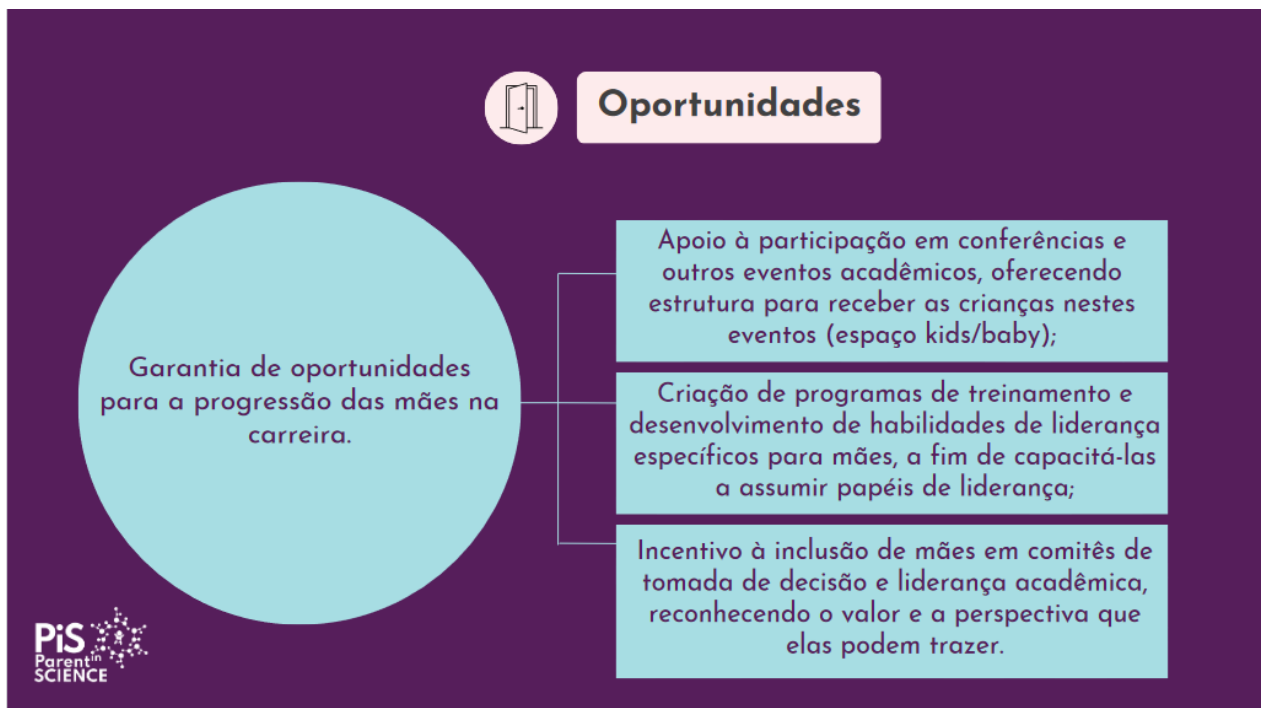 Oportunidades
Garantia de oportunidades
para a progressão das mães na
carreira.
Apoio à participação em conferências e
outros eventos acadêmicos, oferecendo
estrutura para receber as crianças nestes
eventos (espaço kids/baby);
Criação de programas de treinamento e
desenvolvimento de habilidades de liderança
específicos para mães, a fim de capacitá-las
a assumir papéis de liderança;
Incentivo à inclusão de mães em comitês de
tomada de decisão e liderança acadêmica,
reconhecendo o valor e a perspectiva que
elas podem trazer.
PiS
Parent in
SCIENCE